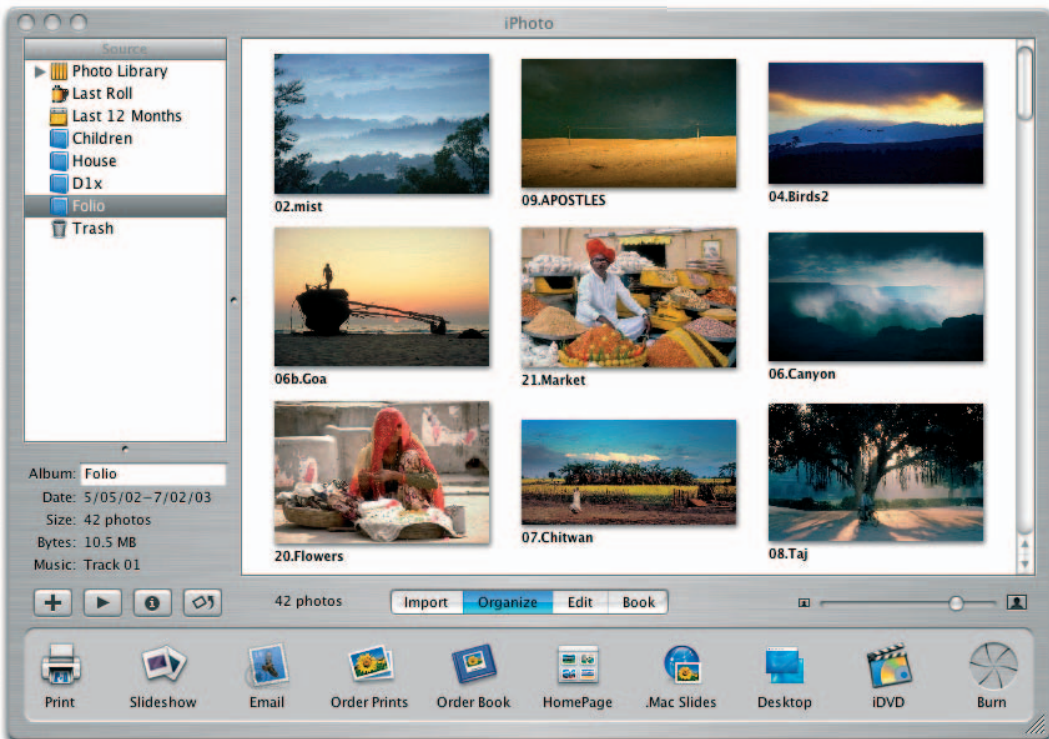 iPhoto
Source
Photo Library
Last Roll
Last 12 Months
Children
House
D1x
Folio
Trash
02.mist
09.APOSTLES
04.Birds2
06b.Goa
21.Market
06.Canyon
20.Flowers
07.Chitwan
08.Taj
Album: Folio
Date: 5/05/02–7/02/03
Size: 42 photos
Bytes: 10.5 MB
Music: Track 01
42 photos
Import Organize Edit Book
Print Slideshow Email Order Prints Order Book HomePage .Mac Slides Desktop iDVD Burn